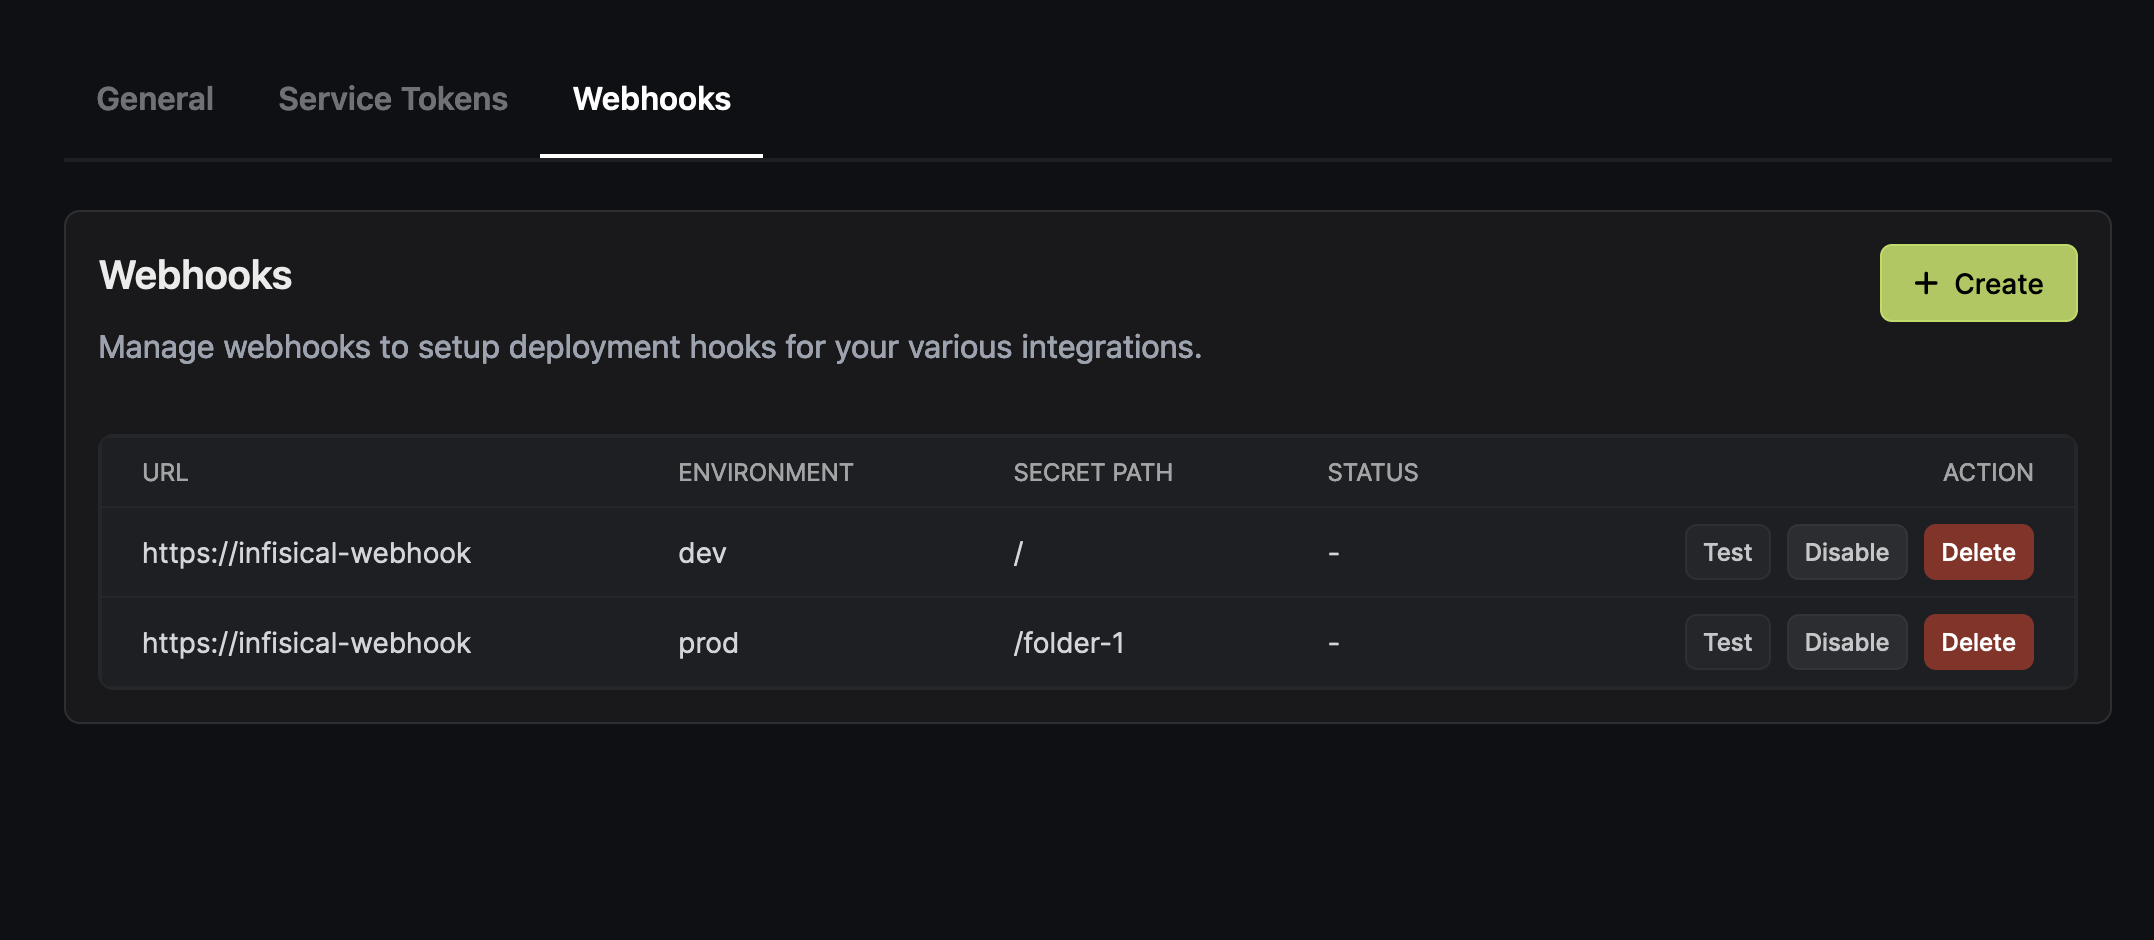 General Service Tokens Webhooks
Webhooks
+ Create
Manage webhooks to setup deployment hooks for your various integrations.
URL ENVIRONMENT SECRET PATH STATUS ACTION
https://infisical-webhook dev / - Test Disable Delete
https://infisical-webhook prod /folder-1 - Test Disable Delete